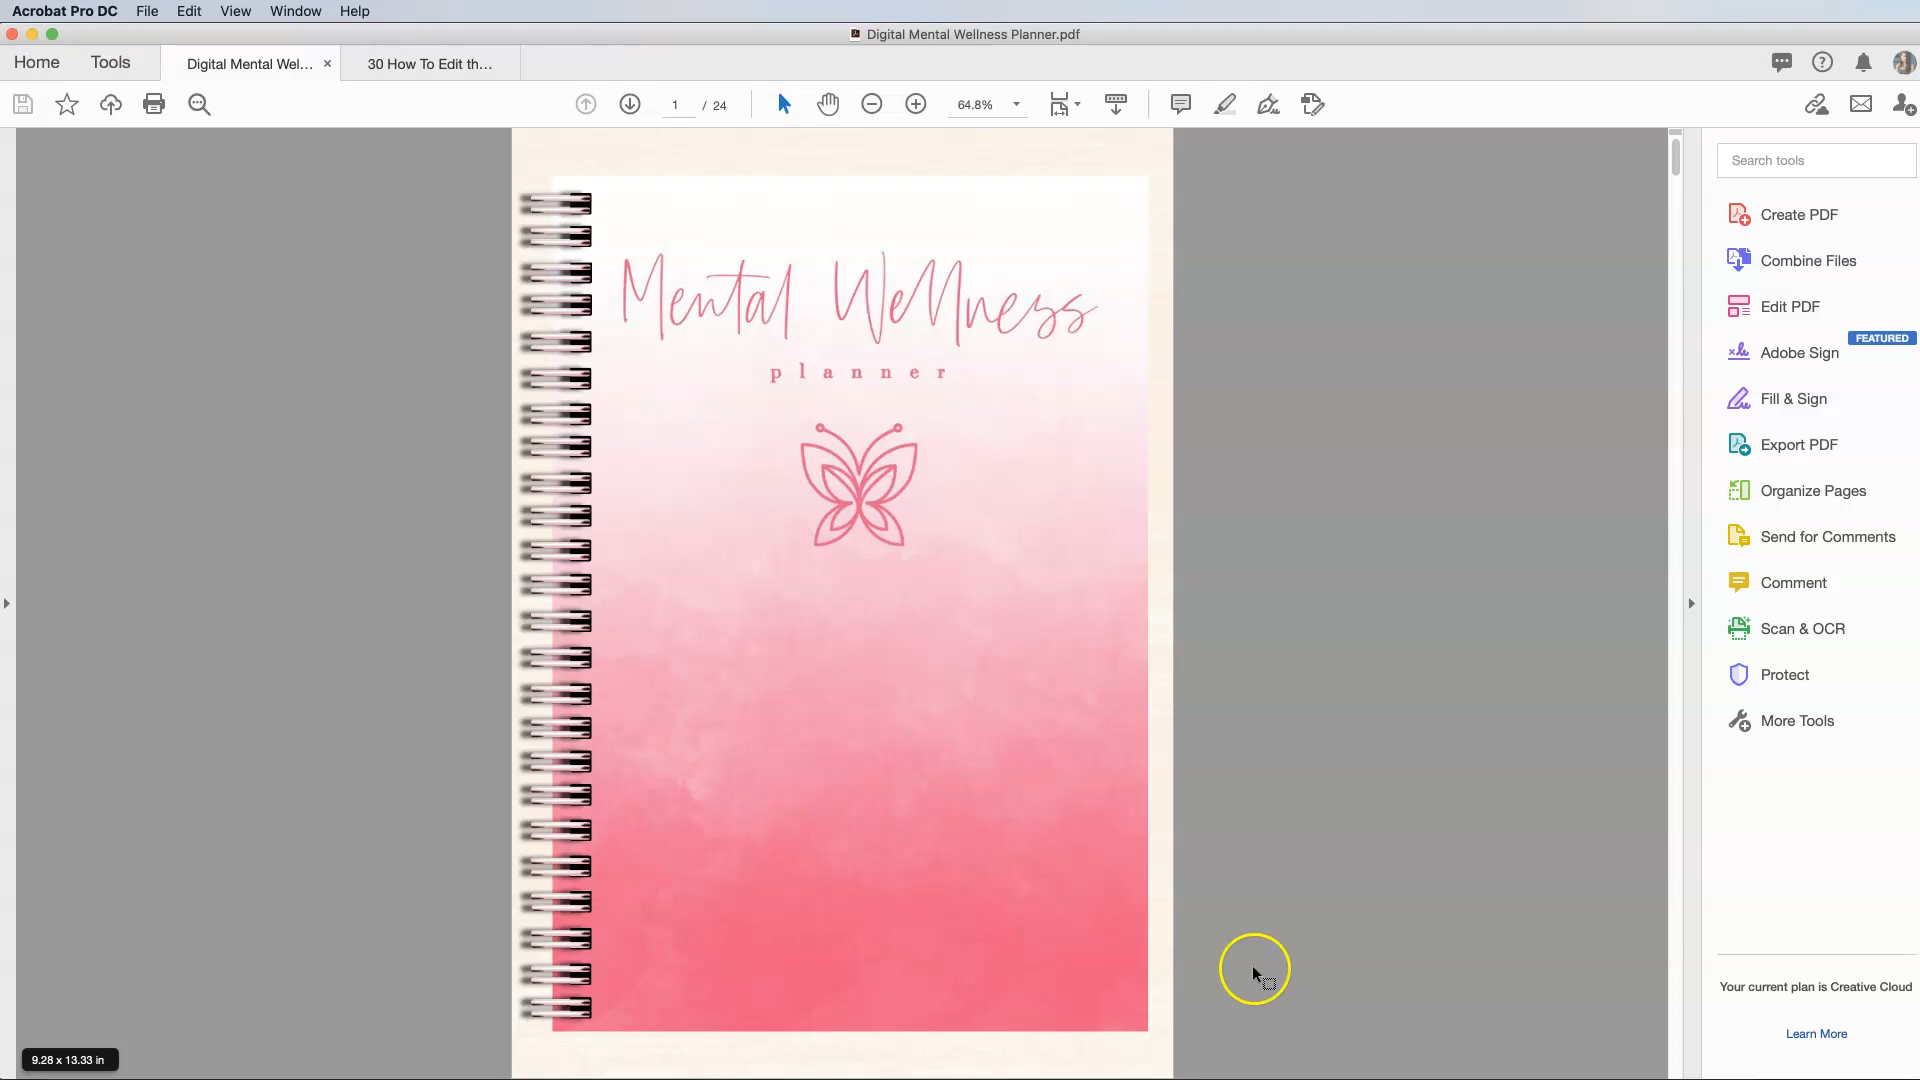 Acrobat Pro DC File Edit View Window Help
Digital Mental Wellness Planner.pdf
Home Tools Digital Mental Wel... × 30 How To Edit th...
1 / 24 64.8%
Search tools
Create PDF
Combine Files
Edit PDF
FEATURED
Adobe Sign
Fill & Sign
Export PDF
Organize Pages
Send for Comments
Comment
Scan & OCR
Protect
More Tools
Mental Wellness
planner
Your current plan is Creative Cloud
Learn More
9.28 x 13.33 in